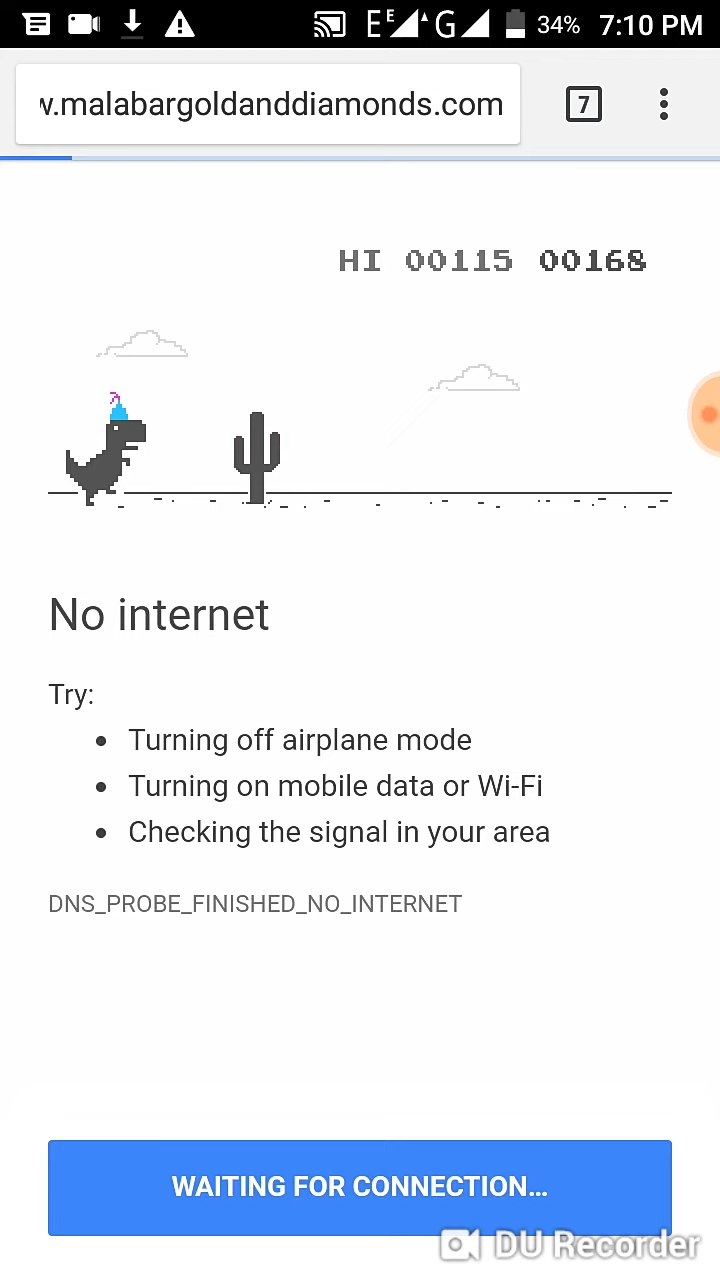 E E G 34% 7:10 PM
v.malabargoldanddiamonds.com 7
HI 00115 00168
No internet
Try:
Turning off airplane mode
Turning on mobile data or Wi-Fi
Checking the signal in your area
DNS_PROBE_FINISHED_NO_INTERNET
WAITING FOR CONNECTION...
DU Recorder